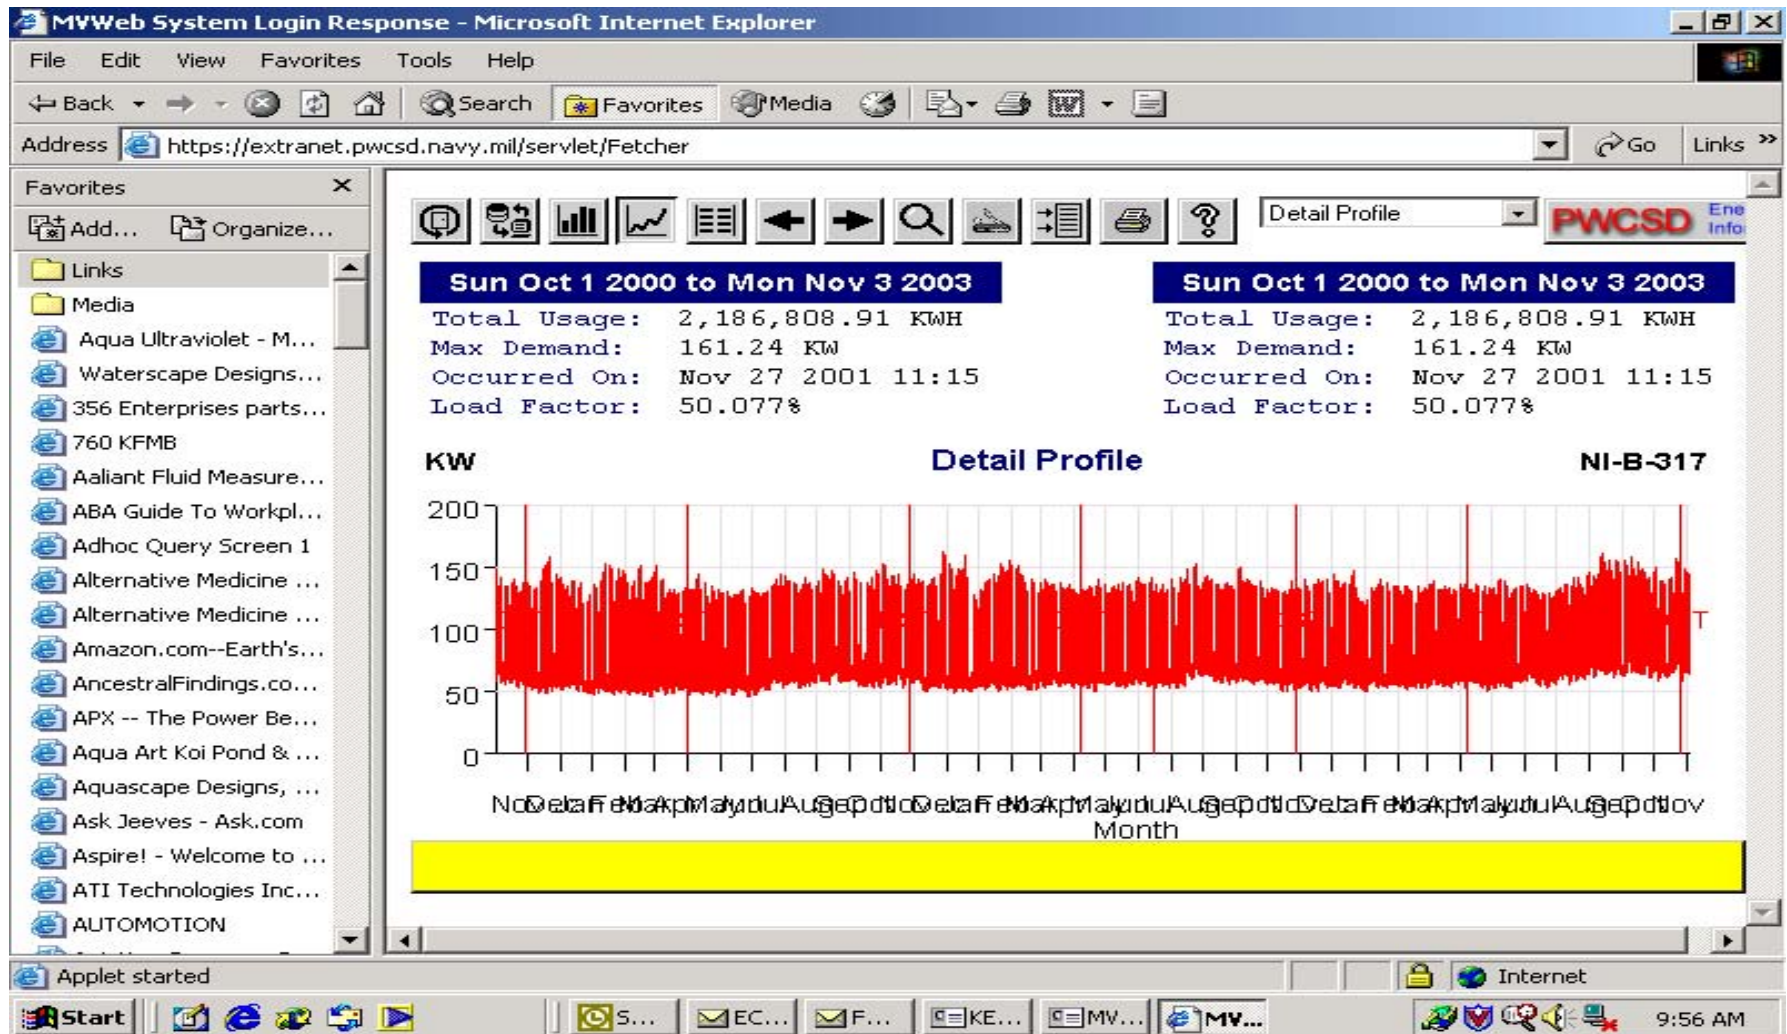 MVWeb System Login Response - Microsoft Internet Explorer
File Edit View Favorites Tools Help
Back Search Favorites Media
Address https://extranet.pwcsd.navy.mil/servlet/Fetcher Go Links »
Favorites
Add... Organize...
Links
Media
Aqua Ultraviolet - M...
Waterscape Designs...
356 Enterprises parts...
760 KFMB
Aaliant Fluid Measure...
ABA Guide To Workpl...
Adhoc Query Screen 1
Alternative Medicine ...
Alternative Medicine ...
Amazon.com--Earth's...
AncestralFindings.co...
APX -- The Power Be...
Aqua Art Koi Pond & ...
Aquascape Designs, ...
Ask Jeeves - Ask.com
Aspire! - Welcome to ...
ATI Technologies Inc...
AUTOMOTION
Detail Profile
PWCSD Ene
Info
Sun Oct 1 2000 to Mon Nov 3 2003
Total Usage: 2,186,808.91 KWH
Max Demand: 161.24 KW
Occurred On: Nov 27 2001 11:15
Load Factor: 50.077%
Sun Oct 1 2000 to Mon Nov 3 2003
Total Usage: 2,186,808.91 KWH
Max Demand: 161.24 KW
Occurred On: Nov 27 2001 11:15
Load Factor: 50.077%
KW Detail Profile NI-B-317
200
150
100
50
0
T
Month
Applet started Internet
Start S... EC... F... KE... MV... MV... 9:56 AM